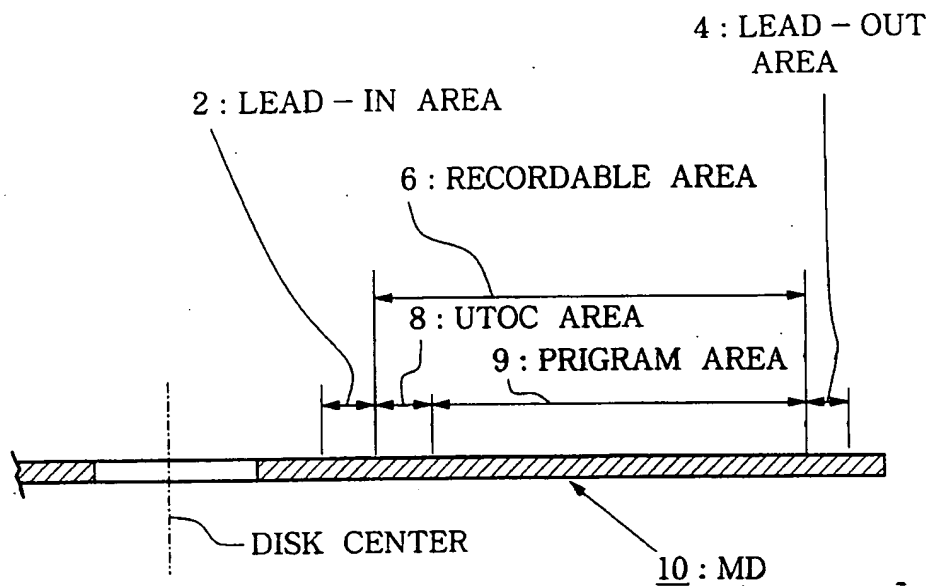 4 : LEAD-OUT
AREA
2 : LEAD-IN AREA
6 : RECORDABLE AREA
8 : UTOC AREA
9 : PRIGRAM AREA
DISK CENTER
10 : MD